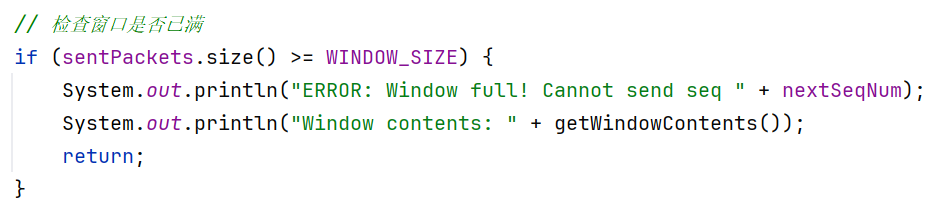 // 检查窗口是否已满
if (sentPackets.size() >= WINDOW_SIZE) {
    System.out.println("ERROR: Window full! Cannot send seq " + nextSeqNum);
    System.out.println("Window contents: " + getWindowContents());
    return;
}